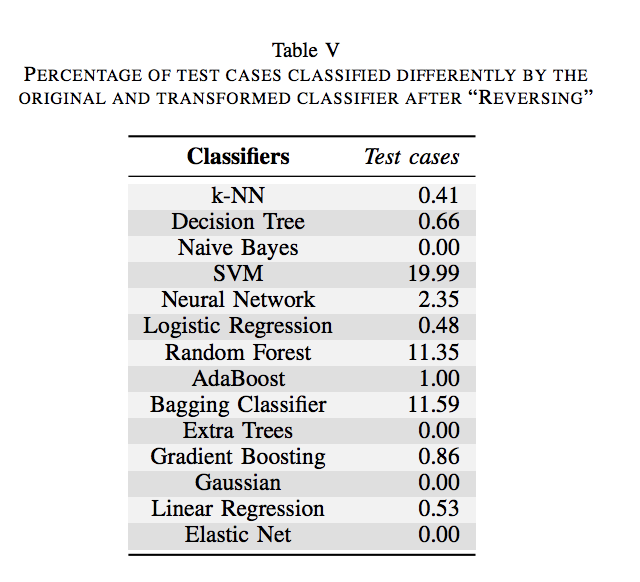 Table V
PERCENTAGE OF TEST CASES CLASSIFIED DIFFERENTLY BY THE
ORIGINAL AND TRANSFORMED CLASSIFIER AFTER “REVERSING”
Classifiers Test cases
k-NN 0.41
Decision Tree 0.66
Naive Bayes 0.00
SVM 19.99
Neural Network 2.35
Logistic Regression 0.48
Random Forest 11.35
AdaBoost 1.00
Bagging Classifier 11.59
Extra Trees 0.00
Gradient Boosting 0.86
Gaussian 0.00
Linear Regression 0.53
Elastic Net 0.00